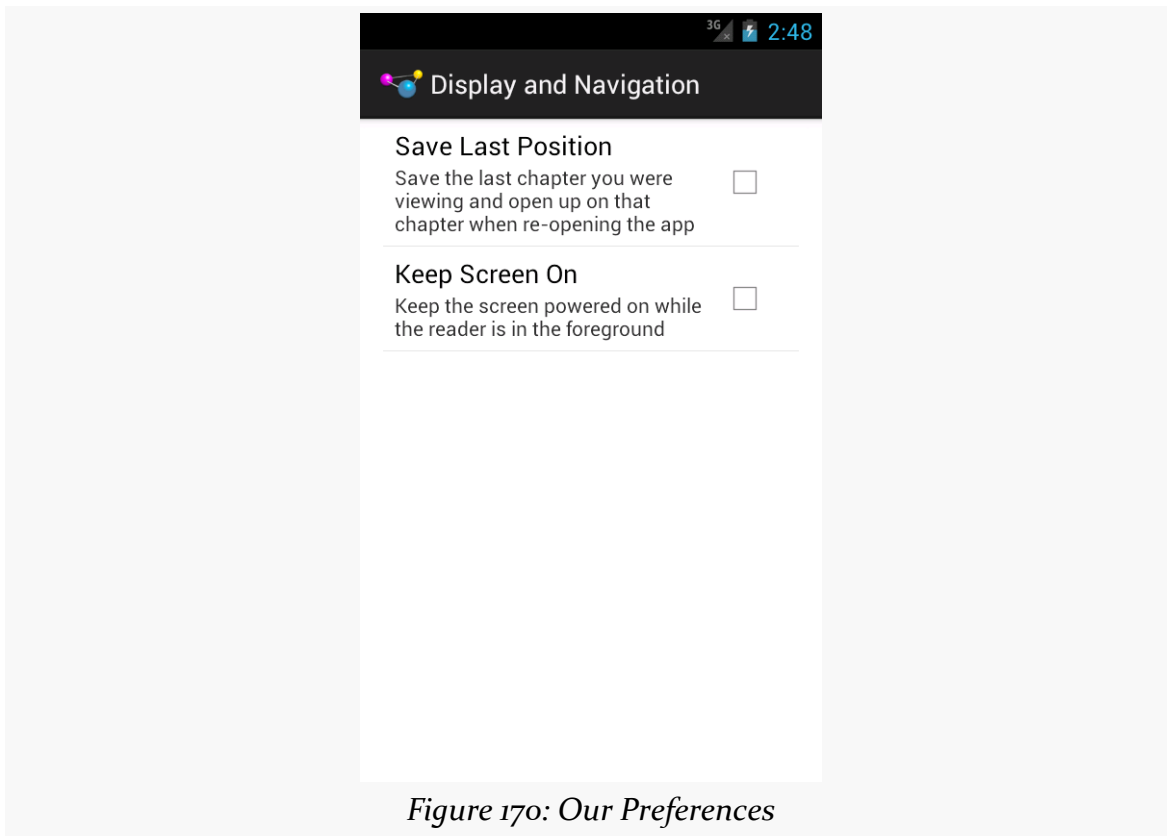 3G 2:48
Display and Navigation
Save Last Position
Save the last chapter you were
viewing and open up on that
chapter when re-opening the app
Keep Screen On
Keep the screen powered on while
the reader is in the foreground
Figure 170: Our Preferences